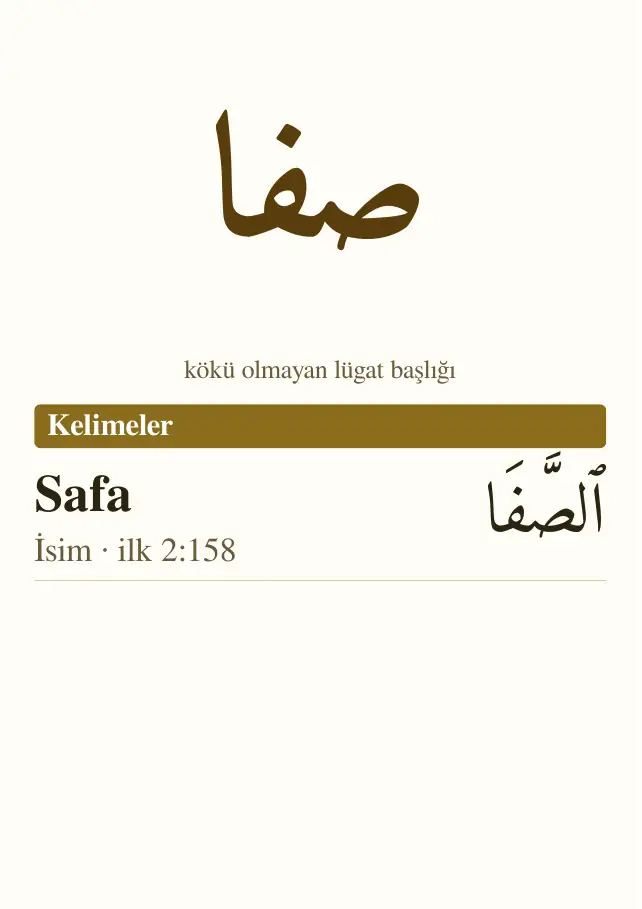 صفا
kökü olmayan lügat başlığı
Kelimeler
Safa
ٱلصَّفَا
İsim · ilk 2:158